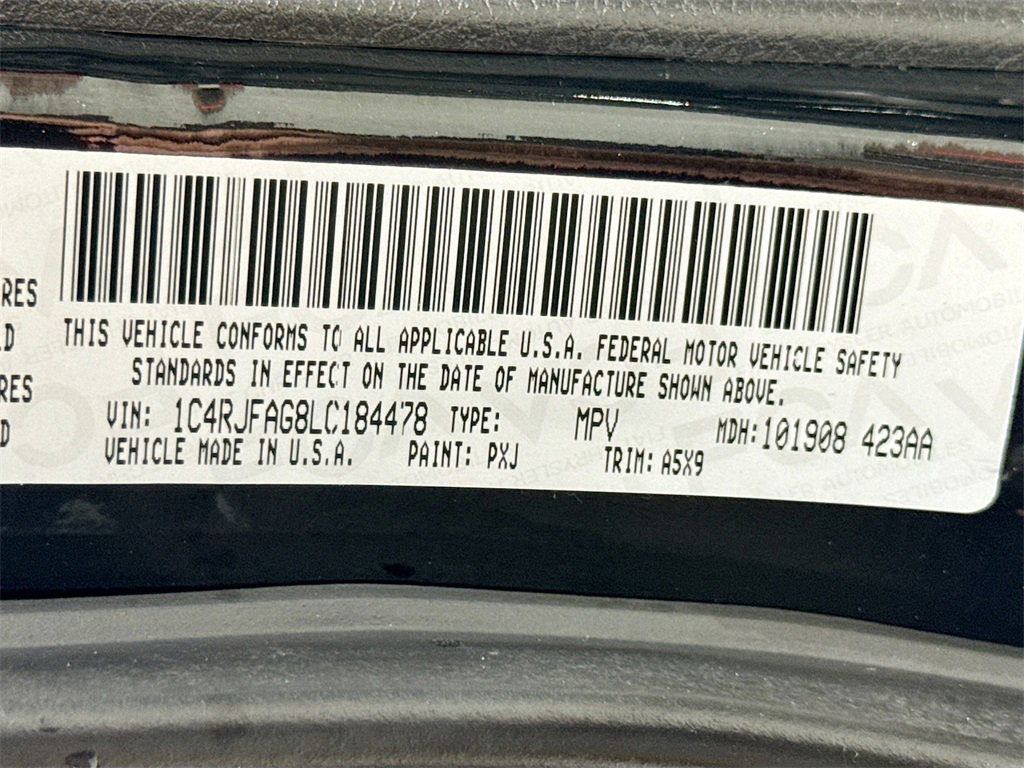 RES
LD
RES
D
THIS VEHICLE CONFORMS TO ALL APPLICABLE U.S.A. FEDERAL MOTOR VEHICLE SAFETY
STANDARDS IN EFFECT ON THE DATE OF MANUFACTURE SHOWN ABOVE.
VIN: 1C4RJFAG8LC184478 TYPE: MPV MDH:101908 423AA
VEHICLE MADE IN U.S.A. PAINT: PXJ TRIM: A5X9